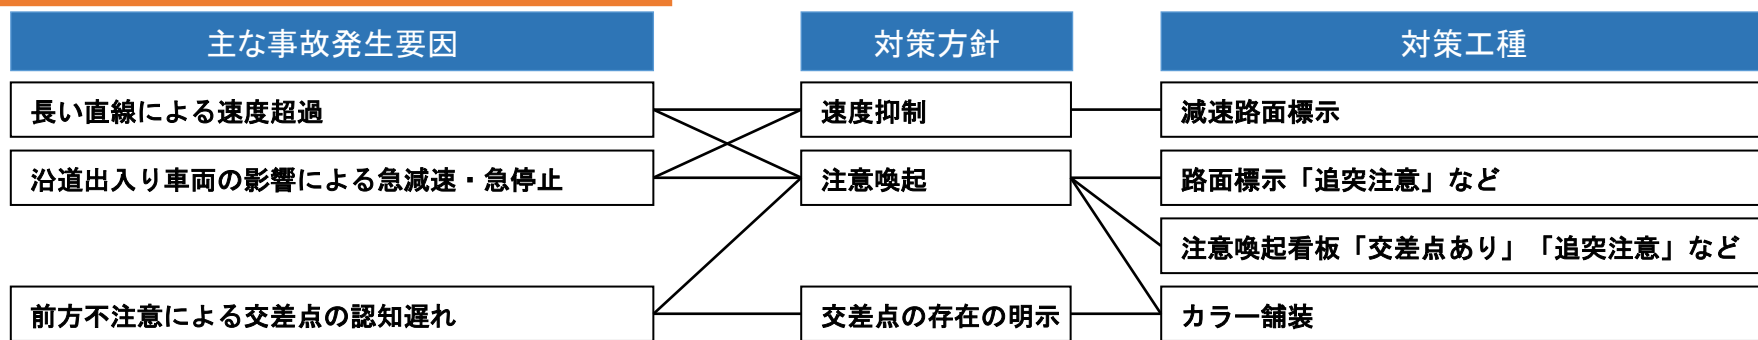 主な事故発生要因
対策方針
対策工種
長い直線による速度超過
速度抑制
減速路面標示
沿道出入り車両の影響による急減速・急停止
注意喚起
路面標示「追突注意」など
注意喚起看板「交差点あり」「追突注意」など
前方不注意による交差点の認知遅れ
交差点の存在の明示
カラー舗装